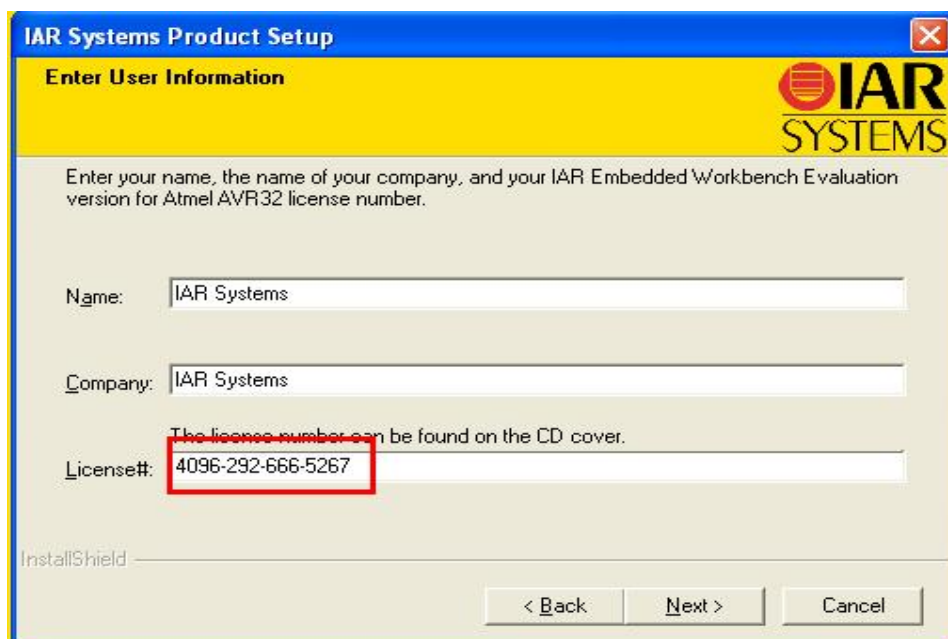 IAR Systems Product Setup
Enter User Information
IAR
SYSTEMS
Enter your name, the name of your company, and your IAR Embedded Workbench Evaluation
version for Atmel AVR32 license number.
Name: IAR Systems
Company: IAR Systems
The license number can be found on the CD cover.
License#: 4096-292-666-5267
InstallShield
< Back Next > Cancel